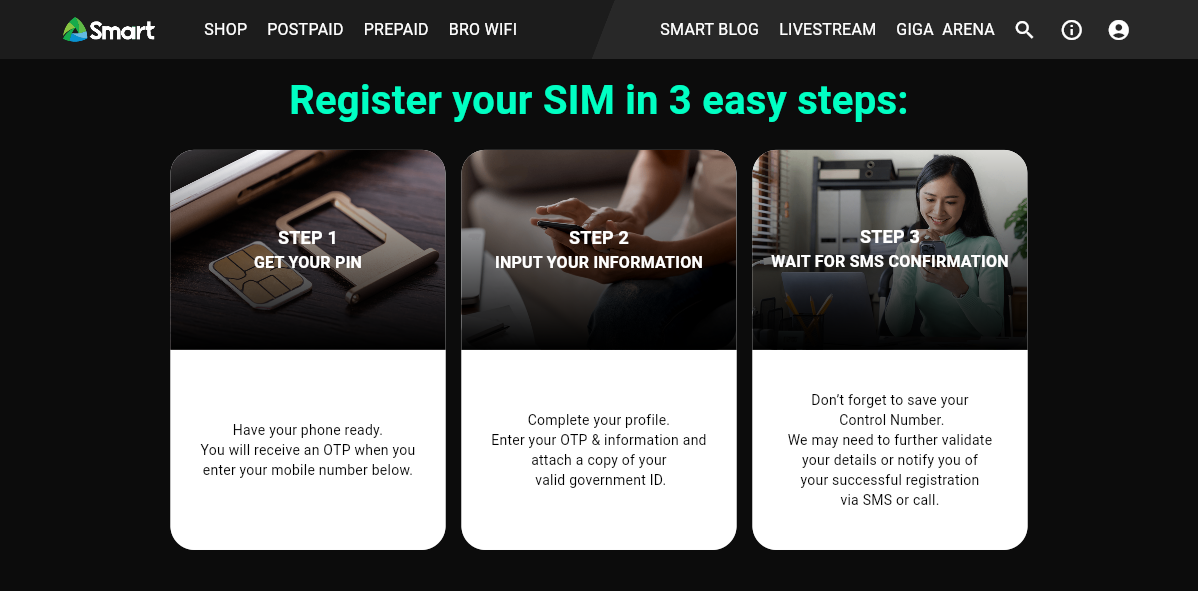 Smart
SHOP POSTPAID PREPAID BRO WIFI
SMART BLOG LIVESTREAM GIGA ARENA
Register your SIM in 3 easy steps:
STEP 1
GET YOUR PIN
Have your phone ready.
You will receive an OTP when you
enter your mobile number below.
STEP 2
INPUT YOUR INFORMATION
Complete your profile.
Enter your OTP & information and
attach a copy of your
valid government ID.
STEP 3
WAIT FOR SMS CONFIRMATION
Don't forget to save your
Control Number.
We may need to further validate
your details or notify you of
your successful registration
via SMS or call.